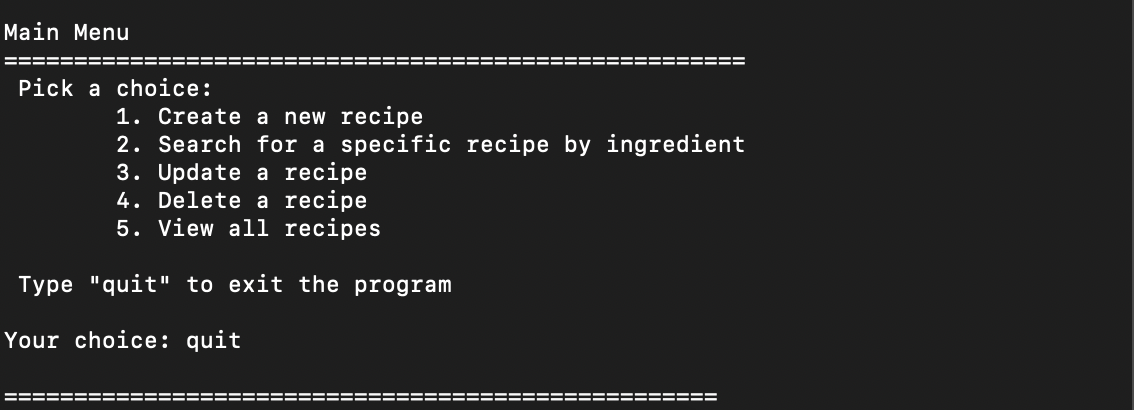 Main Menu
=====================================================
Pick a choice:
1. Create a new recipe
2. Search for a specific recipe by ingredient
3. Update a recipe
4. Delete a recipe
5. View all recipes
Type "quit" to exit the program
Your choice: quit
===================================================